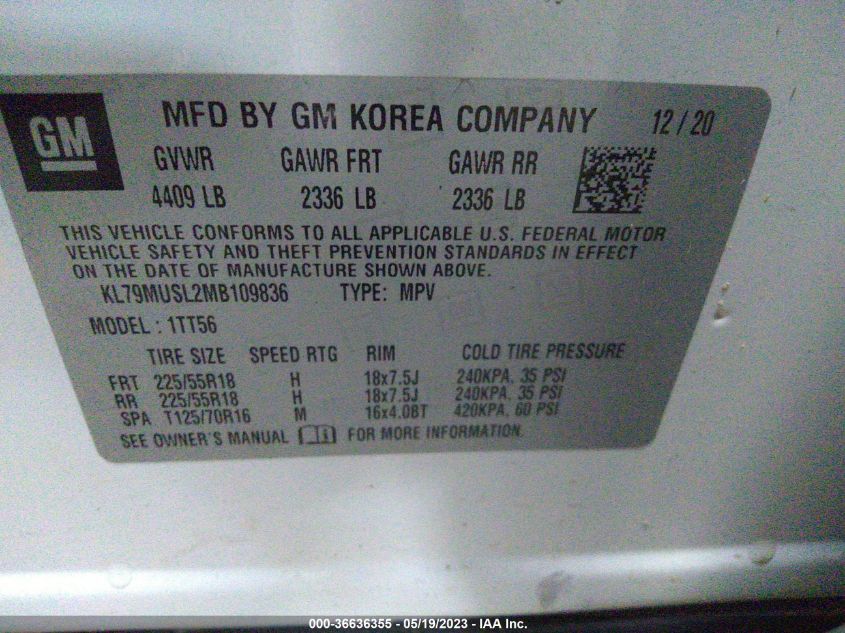 GM
MFD BY GM KOREA COMPANY 12/20
GVWR GAWR FRT GAWR RR
4409 LB 2336 LB 2336 LB
THIS VEHICLE CONFORMS TO ALL APPLICABLE U.S. FEDERAL MOTOR
VEHICLE SAFETY AND THEFT PREVENTION STANDARDS IN EFFECT
ON THE DATE OF MANUFACTURE SHOWN ABOVE.
KL79MUSL2MB109836 TYPE: MPV
MODEL: 1TT56
TIRE SIZE SPEED RTG RIM COLD TIRE PRESSURE
FRT 225/55R18 H 18x7.5J 240KPA, 35 PSI
RR 225/55R18 H 18x7.5J 240KPA, 35 PSI
SPA T125/70R16 M 16x4.0BT 420KPA, 60 PSI
SEE OWNER'S MANUAL FOR MORE INFORMATION.
000-36636355 - 05/19/2023 - IAA Inc.